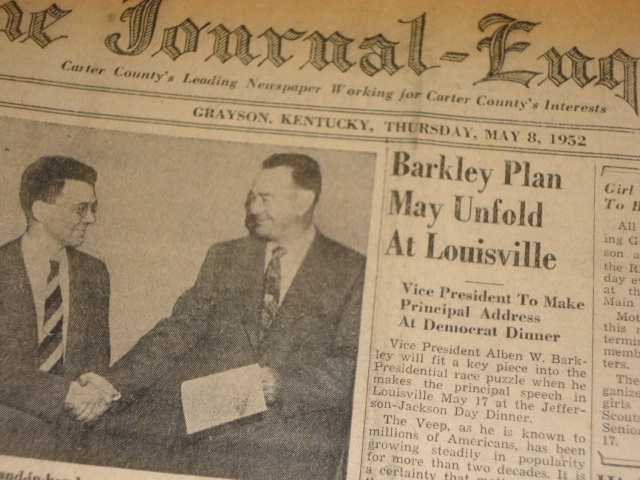 he Journal-Enq
Carter County's Leading Newspaper Working for Carter County's Interests
GRAYSON, KENTUCKY, THURSDAY, MAY 8, 1952
Barkley Plan
May Unfold
At Louisville
Vice President To Make
Principal Address
At Democrat Dinner
Vice President Alben W. Bark-
ley will fit a key piece into the
Presidential race puzzle when he
makes the principal speech in
Louisville May 17 at the Jeffer-
son-Jackson Day Dinner.
The Veep, as he is known to
millions of Americans, has been
growing steadily in popularity
for more than two decades. It is
a certainty that
Girl
To
All
ing G
son a
the R
day ev
at th
Main
Mot
this
termin
memb
ters.
The
ganize
girls
Scouts
Senior
17.